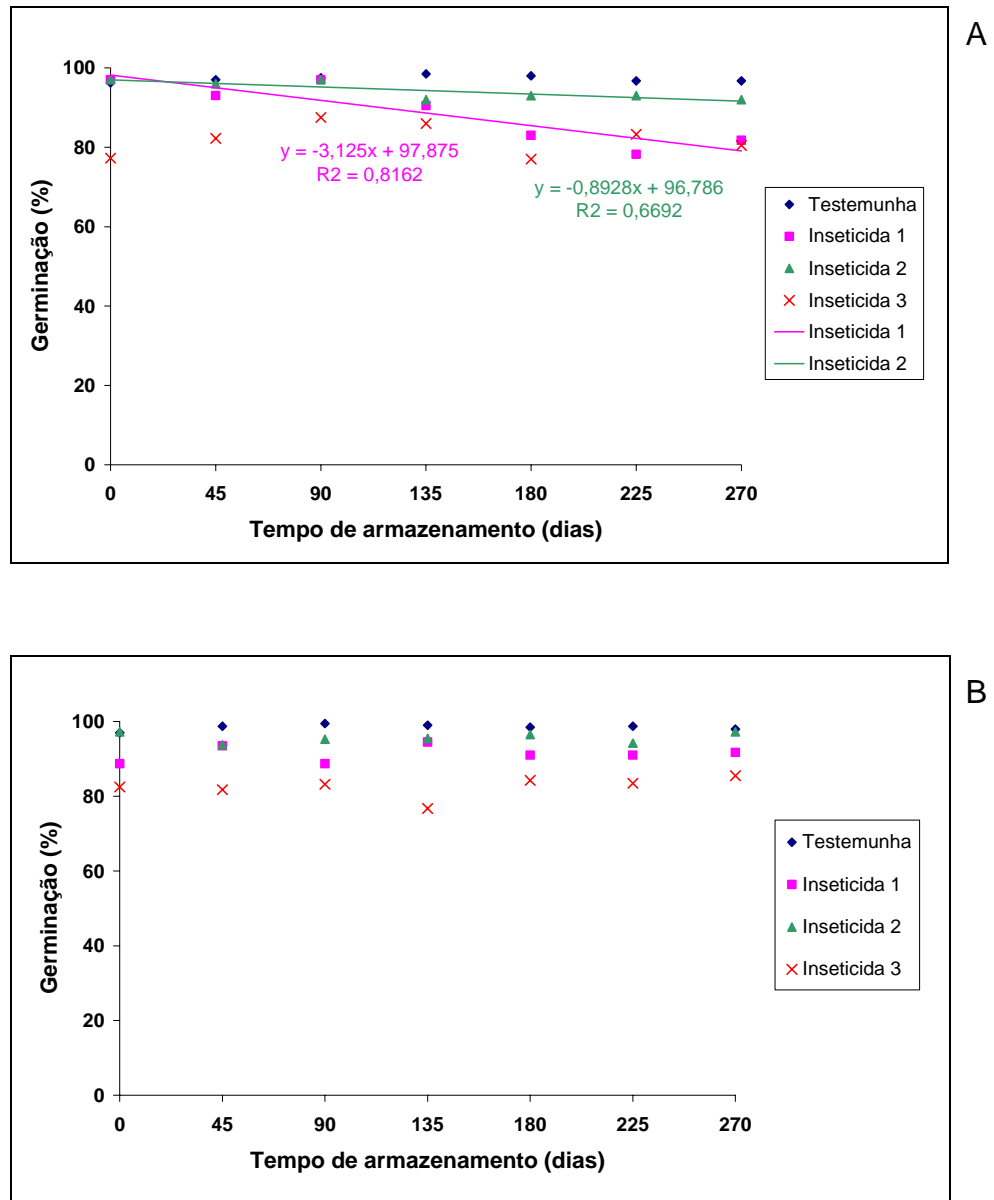 A
100
80
60
40
20
0
Germinação (%)
y = -3,125x + 97,875
R2 = 0,8162
y = -0,8928x + 96,786
R2 = 0,6692
Testemunha
Inseticida 1
Inseticida 2
Inseticida 3
Inseticida 1
Inseticida 2
0 45 90 135 180 225 270
Tempo de armazenamento (dias)
B
100
80
60
40
20
0
Germinação (%)
Testemunha
Inseticida 1
Inseticida 2
Inseticida 3
0 45 90 135 180 225 270
Tempo de armazenamento (dias)